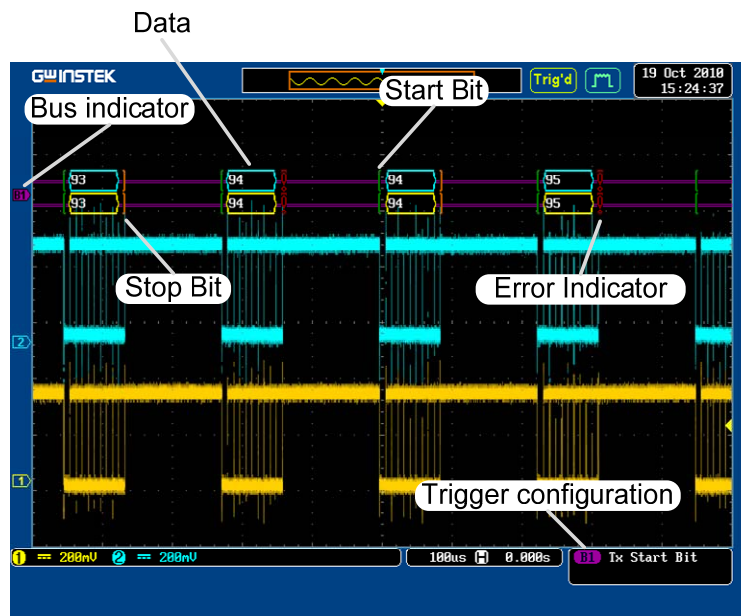 Data
GWINSTEK
Trig'd
19 Oct 2010
15:24:37
Bus indicator
Start Bit
93
94
94
95
B1
93
94
94
95
Stop Bit
Error Indicator
2
1
Trigger configuration
1 200mV 2 200mV
100us H 0.000s
B1 Tx Start Bit